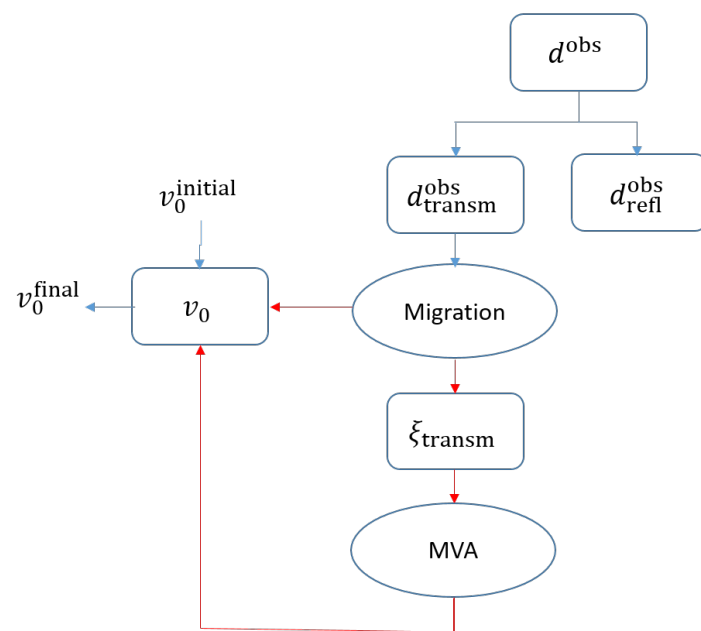 d^obs
d^obs_transm
d^obs_refl
v_0^initial
v_0^final
v_0
Migration
ξ_transm
MVA